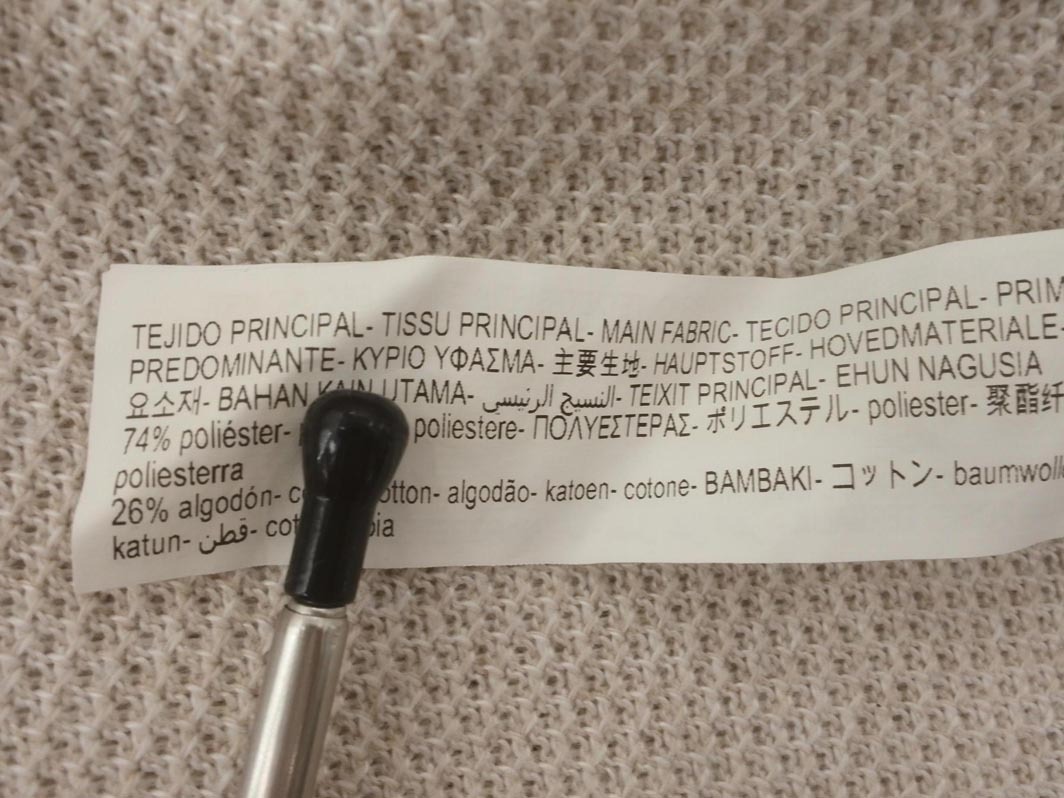 TEJIDO PRINCIPAL- TISSU PRINCIPAL- MAIN FABRIC- TECIDO PRINCIPAL- PRIM
PREDOMINANTE- ΚΥΡΙΟ ΥΦΑΣΜΑ- 主要生地- HAUPTSTOFF- HOVEDMATERIALE
요소재- BAHAN KAIN UTAMA- النسيج الرئيسي- TEIXIT PRINCIPAL- EHUN NAGUSIA
74% poliéster- poliestere- ΠΟΛΥΕΣΤΕΡΑΣ- ポリエステル- poliester- 聚酯纤
poliesterra
26% algodón- otton- algodão- katoen- cotone- BAMBAKI- コットン- baumwoll
katun- قطن- cot